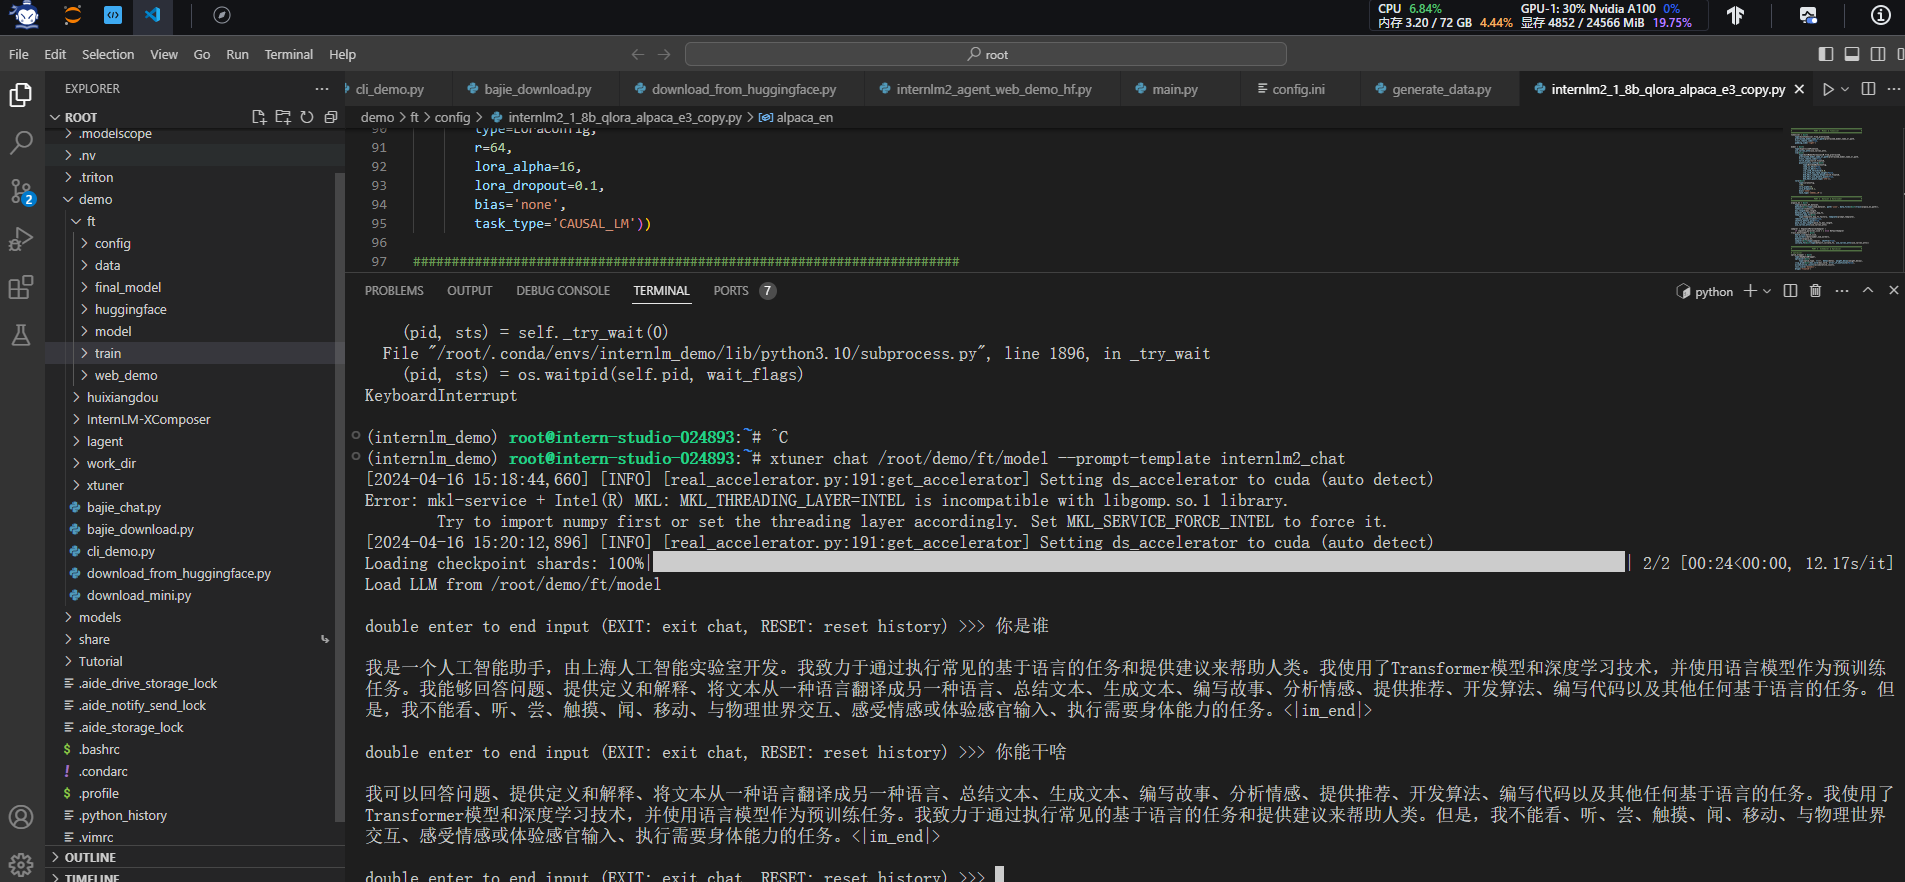 CPU 6.84%
GPU-1: 30% Nvidia A100 0%
内存 3.20 / 72 GB 4.44%
显存 4852 / 24566 MiB 19.75%
File Edit Selection View Go Run Terminal Help
root
EXPLORER
ROOT
.modelscope
.nv
.triton
demo
ft
config
data
final_model
huggingface
model
train
web_demo
huixiangdou
InternLM-XComposer
lagent
work_dir
xtuner
bajie_chat.py
bajie_download.py
cli_demo.py
download_from_huggingface.py
download_mini.py
models
share
Tutorial
.aide_drive_storage_lock
.aide_notify_send_lock
.aide_storage_lock
$ .bashrc
! .condarc
$ .profile
.python_history
.vimrc
OUTLINE
TIMELINE
2
cli_demo.py
bajie_download.py
download_from_huggingface.py
internlm2_agent_web_demo_hf.py
main.py
config.ini
generate_data.py
internlm2_1_8b_qlora_alpaca_e3_copy.py
demo > ft > config > internlm2_1_8b_qlora_alpaca_e3_copy.py > alpaca_en
90 type=LoraConfig,
91 r=64,
92 lora_alpha=16,
93 lora_dropout=0.1,
94 bias='none',
95 task_type='CAUSAL_LM'))
96
97 #######################################################################
PROBLEMS OUTPUT DEBUG CONSOLE TERMINAL PORTS 7
python
(pid, sts) = self._try_wait(0)
File "/root/.conda/envs/internlm_demo/lib/python3.10/subprocess.py", line 1896, in _try_wait
(pid, sts) = os.waitpid(self.pid, wait_flags)
KeyboardInterrupt
(internlm_demo) root@intern-studio-024893:~# ^C
(internlm_demo) root@intern-studio-024893:~# xtuner chat /root/demo/ft/model --prompt-template internlm2_chat
[2024-04-16 15:18:44,660] [INFO] [real_accelerator.py:191:get_accelerator] Setting ds_accelerator to cuda (auto detect)
Error: mkl-service + Intel(R) MKL: MKL_THREADING_LAYER=INTEL is incompatible with libgomp.so.1 library.
Try to import numpy first or set the threading layer accordingly. Set MKL_SERVICE_FORCE_INTEL to force it.
[2024-04-16 15:20:12,896] [INFO] [real_accelerator.py:191:get_accelerator] Setting ds_accelerator to cuda (auto detect)
Loading checkpoint shards: 100%| | 2/2 [00:24<00:00, 12.17s/it]
Load LLM from /root/demo/ft/model
double enter to end input (EXIT: exit chat, RESET: reset history) >>> 你是谁
我是一个人工智能助手，由上海人工智能实验室开发。我致力于通过执行常见的基于语言的任务和提供建议来帮助人类。我使用了Transformer模型和深度学习技术，并使用语言模型作为预训练
任务。我能够回答问题、提供定义和解释、将文本从一种语言翻译成另一种语言、总结文本、生成文本、编写故事、分析情感、提供推荐、开发算法、编写代码以及其他任何基于语言的任务。但
是，我不能看、听、尝、触摸、闻、移动、与物理世界交互、感受情感或体验感官输入、执行需要身体能力的任务。<|im_end|>
double enter to end input (EXIT: exit chat, RESET: reset history) >>> 你能干啥
我可以回答问题、提供定义和解释、将文本从一种语言翻译成另一种语言、总结文本、生成文本、编写故事、分析情感、提供推荐、开发算法、编写代码以及其他任何基于语言的任务。我使用了
Transformer模型和深度学习技术，并使用语言模型作为预训练任务。我致力于通过执行常见的基于语言的任务和提供建议来帮助人类。但是，我不能看、听、尝、触摸、闻、移动、与物理世界
交互、感受情感或体验感官输入、执行需要身体能力的任务。<|im_end|>
double enter to end input (EXIT: exit chat, RESET: reset history) >>>